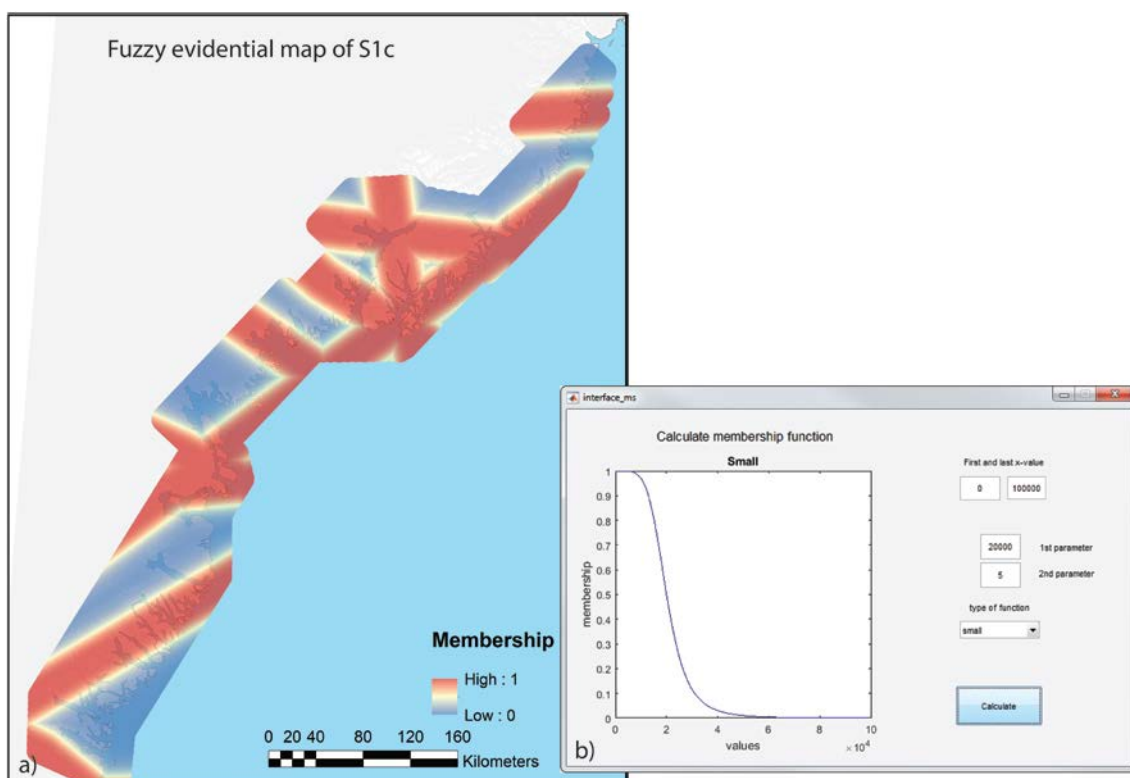 Fuzzy evidential map of S1c
Membership
High : 1
Low : 0
0 20 40 80 120 160
Kilometers
a)
interface_ms
Calculate membership function
Small
1
0.9
0.8
0.7
0.6
0.5
0.4
0.3
0.2
0.1
0
membership
0 2 4 6 8 10
values
× 10⁴
First and last x-value
0 100000
20000 1st parameter
5 2nd parameter
type of function
small
Calculate
b)